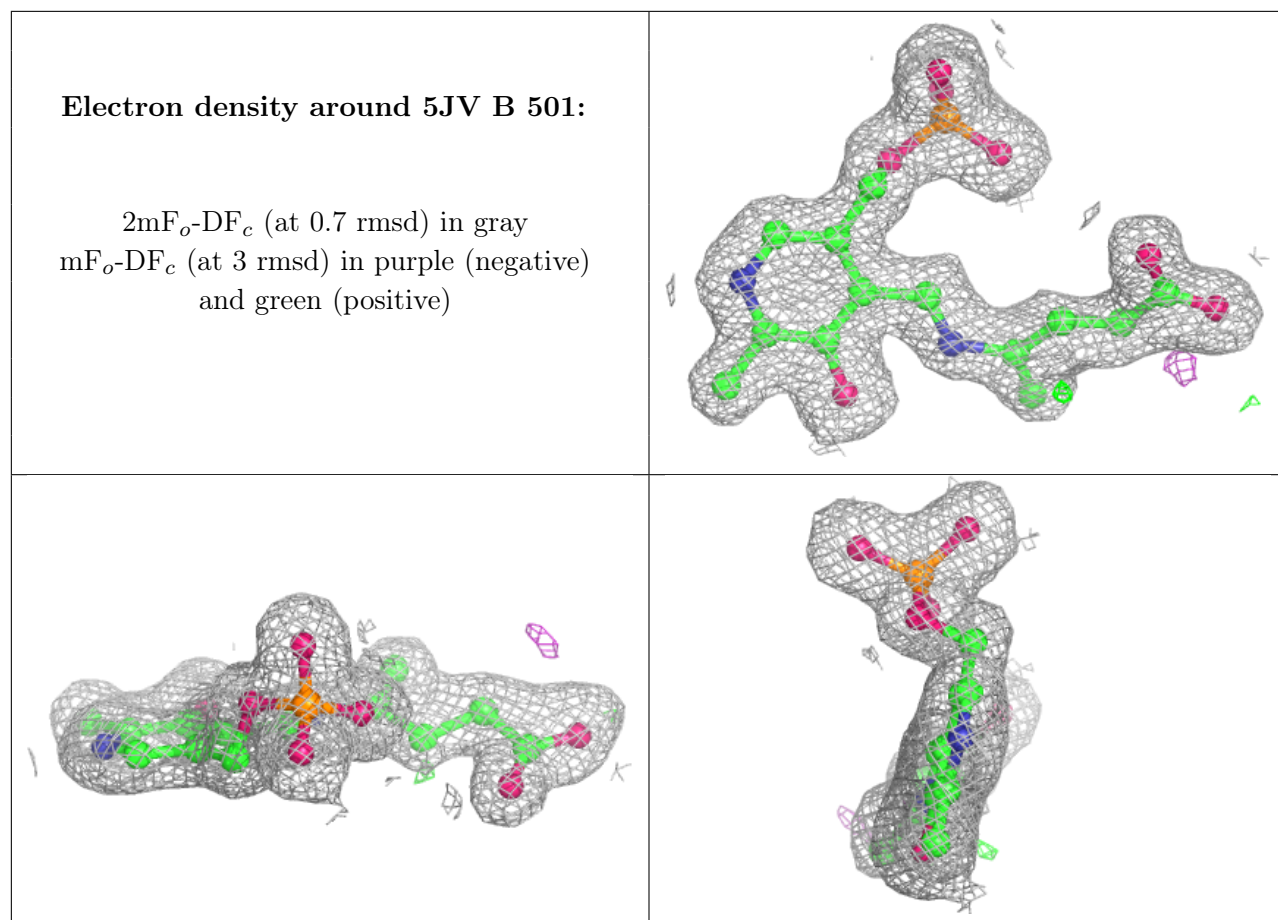 Electron density around 5JV B 501:
2mFo-DFc (at 0.7 rmsd) in gray
mFo-DFc (at 3 rmsd) in purple (negative)
and green (positive)